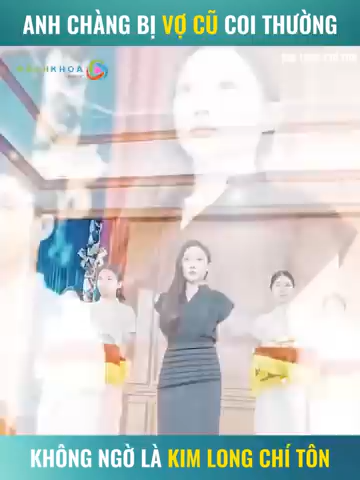 ANH CHÀNG BỊ VỢ CŨ COI THƯỜNG
KHÔNG NGỜ LÀ KIM LONG CHÍ TÔN